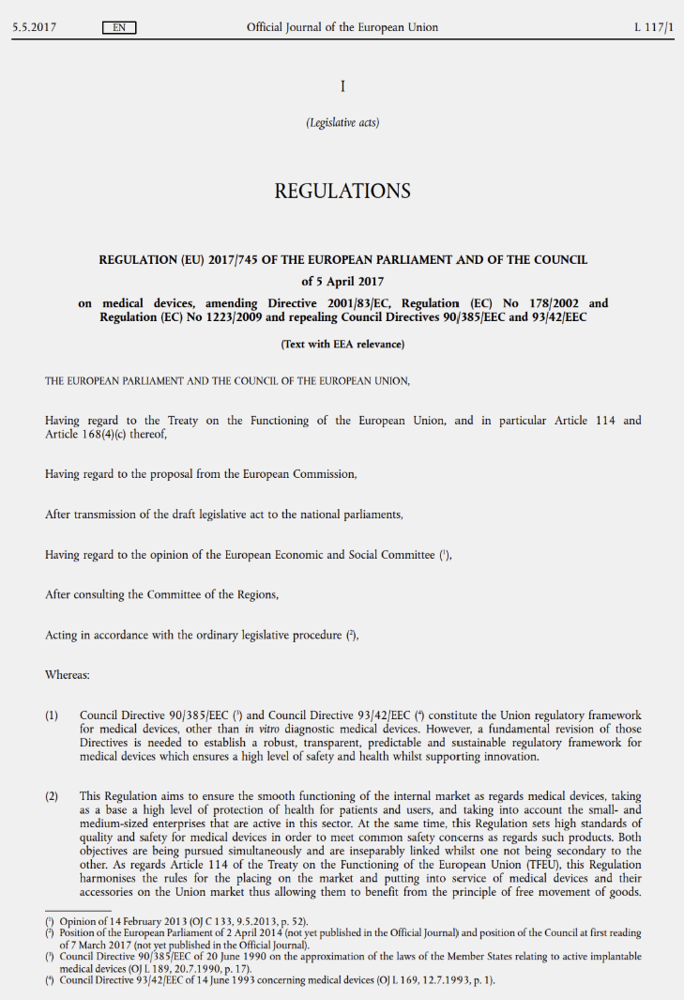 5.5.2017 EN Official Journal of the European Union L 117/1
I
(Legislative acts)
REGULATIONS
REGULATION (EU) 2017/745 OF THE EUROPEAN PARLIAMENT AND OF THE COUNCIL
of 5 April 2017
on medical devices, amending Directive 2001/83/EC, Regulation (EC) No 178/2002 and
Regulation (EC) No 1223/2009 and repealing Council Directives 90/385/EEC and 93/42/EEC
(Text with EEA relevance)
THE EUROPEAN PARLIAMENT AND THE COUNCIL OF THE EUROPEAN UNION,
Having regard to the Treaty on the Functioning of the European Union, and in particular Article 114 and
Article 168(4)(c) thereof,
Having regard to the proposal from the European Commission,
After transmission of the draft legislative act to the national parliaments,
Having regard to the opinion of the European Economic and Social Committee (¹),
After consulting the Committee of the Regions,
Acting in accordance with the ordinary legislative procedure (²),
Whereas:
(1) Council Directive 90/385/EEC (³) and Council Directive 93/42/EEC (⁴) constitute the Union regulatory framework
for medical devices, other than in vitro diagnostic medical devices. However, a fundamental revision of those
Directives is needed to establish a robust, transparent, predictable and sustainable regulatory framework for
medical devices which ensures a high level of safety and health whilst supporting innovation.
(2) This Regulation aims to ensure the smooth functioning of the internal market as regards medical devices, taking
as a base a high level of protection of health for patients and users, and taking into account the small- and
medium-sized enterprises that are active in this sector. At the same time, this Regulation sets high standards of
quality and safety for medical devices in order to meet common safety concerns as regards such products. Both
objectives are being pursued simultaneously and are inseparably linked whilst one not being secondary to the
other. As regards Article 114 of the Treaty on the Functioning of the European Union (TFEU), this Regulation
harmonises the rules for the placing on the market and putting into service of medical devices and their
accessories on the Union market thus allowing them to benefit from the principle of free movement of goods.
(¹) Opinion of 14 February 2013 (OJ C 133, 9.5.2013, p. 52).
(²) Position of the European Parliament of 2 April 2014 (not yet published in the Official Journal) and position of the Council at first reading
of 7 March 2017 (not yet published in the Official Journal).
(³) Council Directive 90/385/EEC of 20 June 1990 on the approximation of the laws of the Member States relating to active implantable
medical devices (OJ L 189, 20.7.1990, p. 17).
(⁴) Council Directive 93/42/EEC of 14 June 1993 concerning medical devices (OJ L 169, 12.7.1993, p. 1).